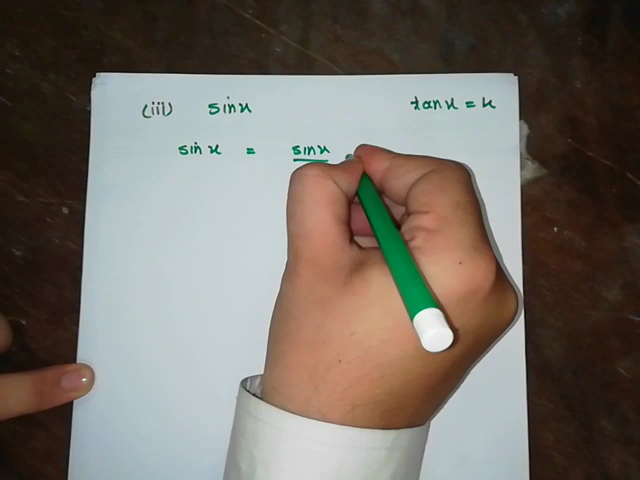 (iii) sinx tanx = k
sinx = sinx